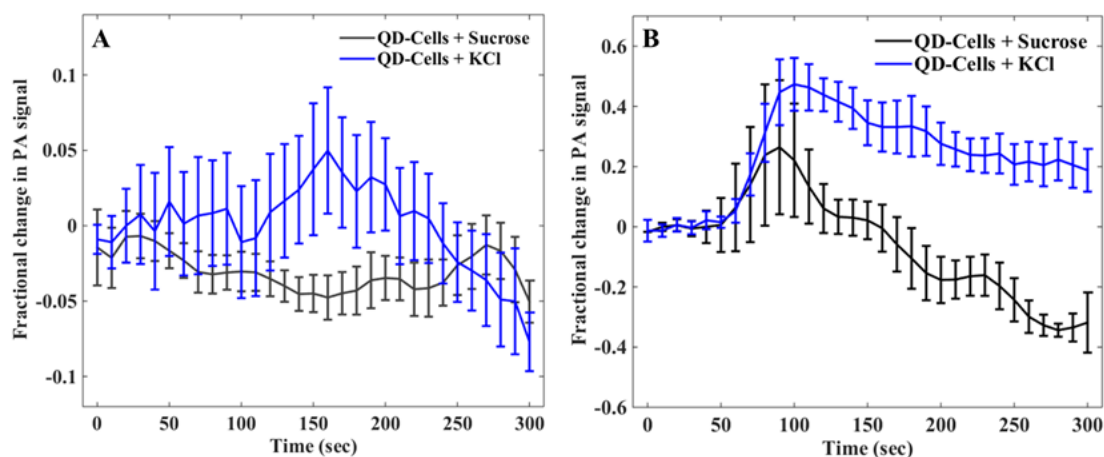 A
QD-Cells + Sucrose
QD-Cells + KCl
Fractional change in PA signal
0.1
0.05
0
-0.05
-0.1
0 50 100 150 200 250 300
Time (sec)
B
QD-Cells + Sucrose
QD-Cells + KCl
Fractional change in PA signal
0.6
0.4
0.2
0
-0.2
-0.4
-0.6
0 50 100 150 200 250 300
Time (sec)